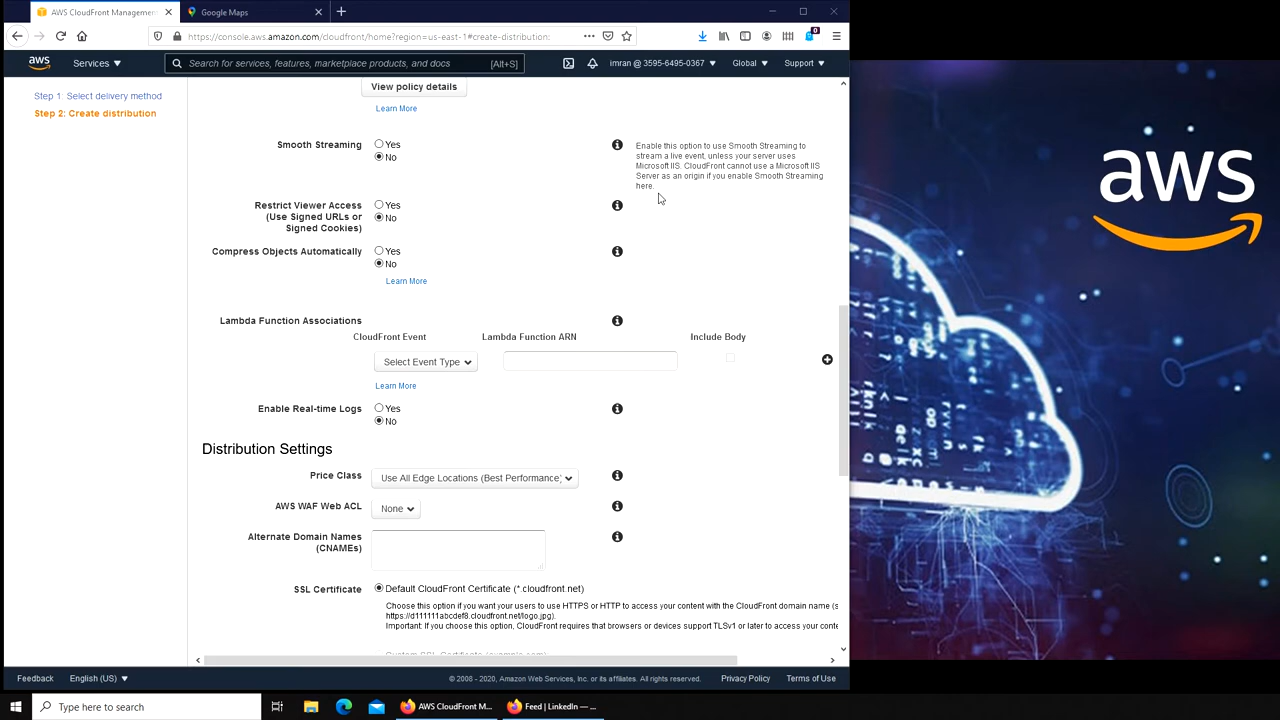 AWS CloudFront Management
Google Maps
https://console.aws.amazon.com/cloudfront/home?region=us-east-1#create-distribution:
0
aws
Services
Search for services, features, marketplace products, and docs
[Alt+S]
imran @ 3595-6495-0367
Global
Support
Step 1: Select delivery method
Step 2: Create distribution
View policy details
Learn More
Smooth Streaming
Yes
No
Enable this option to use Smooth Streaming to
stream a live event, unless your server uses
Microsoft IIS. CloudFront cannot use a Microsoft IIS
Server as an origin if you enable Smooth Streaming
here.
Restrict Viewer Access
(Use Signed URLs or
Signed Cookies)
Yes
No
Compress Objects Automatically
Yes
No
Learn More
Lambda Function Associations
CloudFront Event
Lambda Function ARN
Include Body
Select Event Type
Learn More
Enable Real-time Logs
Yes
No
Distribution Settings
Price Class
Use All Edge Locations (Best Performance)
AWS WAF Web ACL
None
Alternate Domain Names
(CNAMEs)
SSL Certificate
Default CloudFront Certificate (*.cloudfront.net)
Choose this option if you want your users to use HTTPS or HTTP to access your content with the CloudFront domain name (s
https://d111111abcdef8.cloudfront.net/logo.jpg).
Important: If you choose this option, CloudFront requires that browsers or devices support TLSv1 or later to access your conte
Custom SSL Certificate (example.com):
Feedback
English (US)
© 2008 - 2020, Amazon Web Services, Inc. or its affiliates. All rights reserved.
Privacy Policy
Terms of Use
Type here to search
AWS CloudFront M...
Feed | LinkedIn — ...
aws